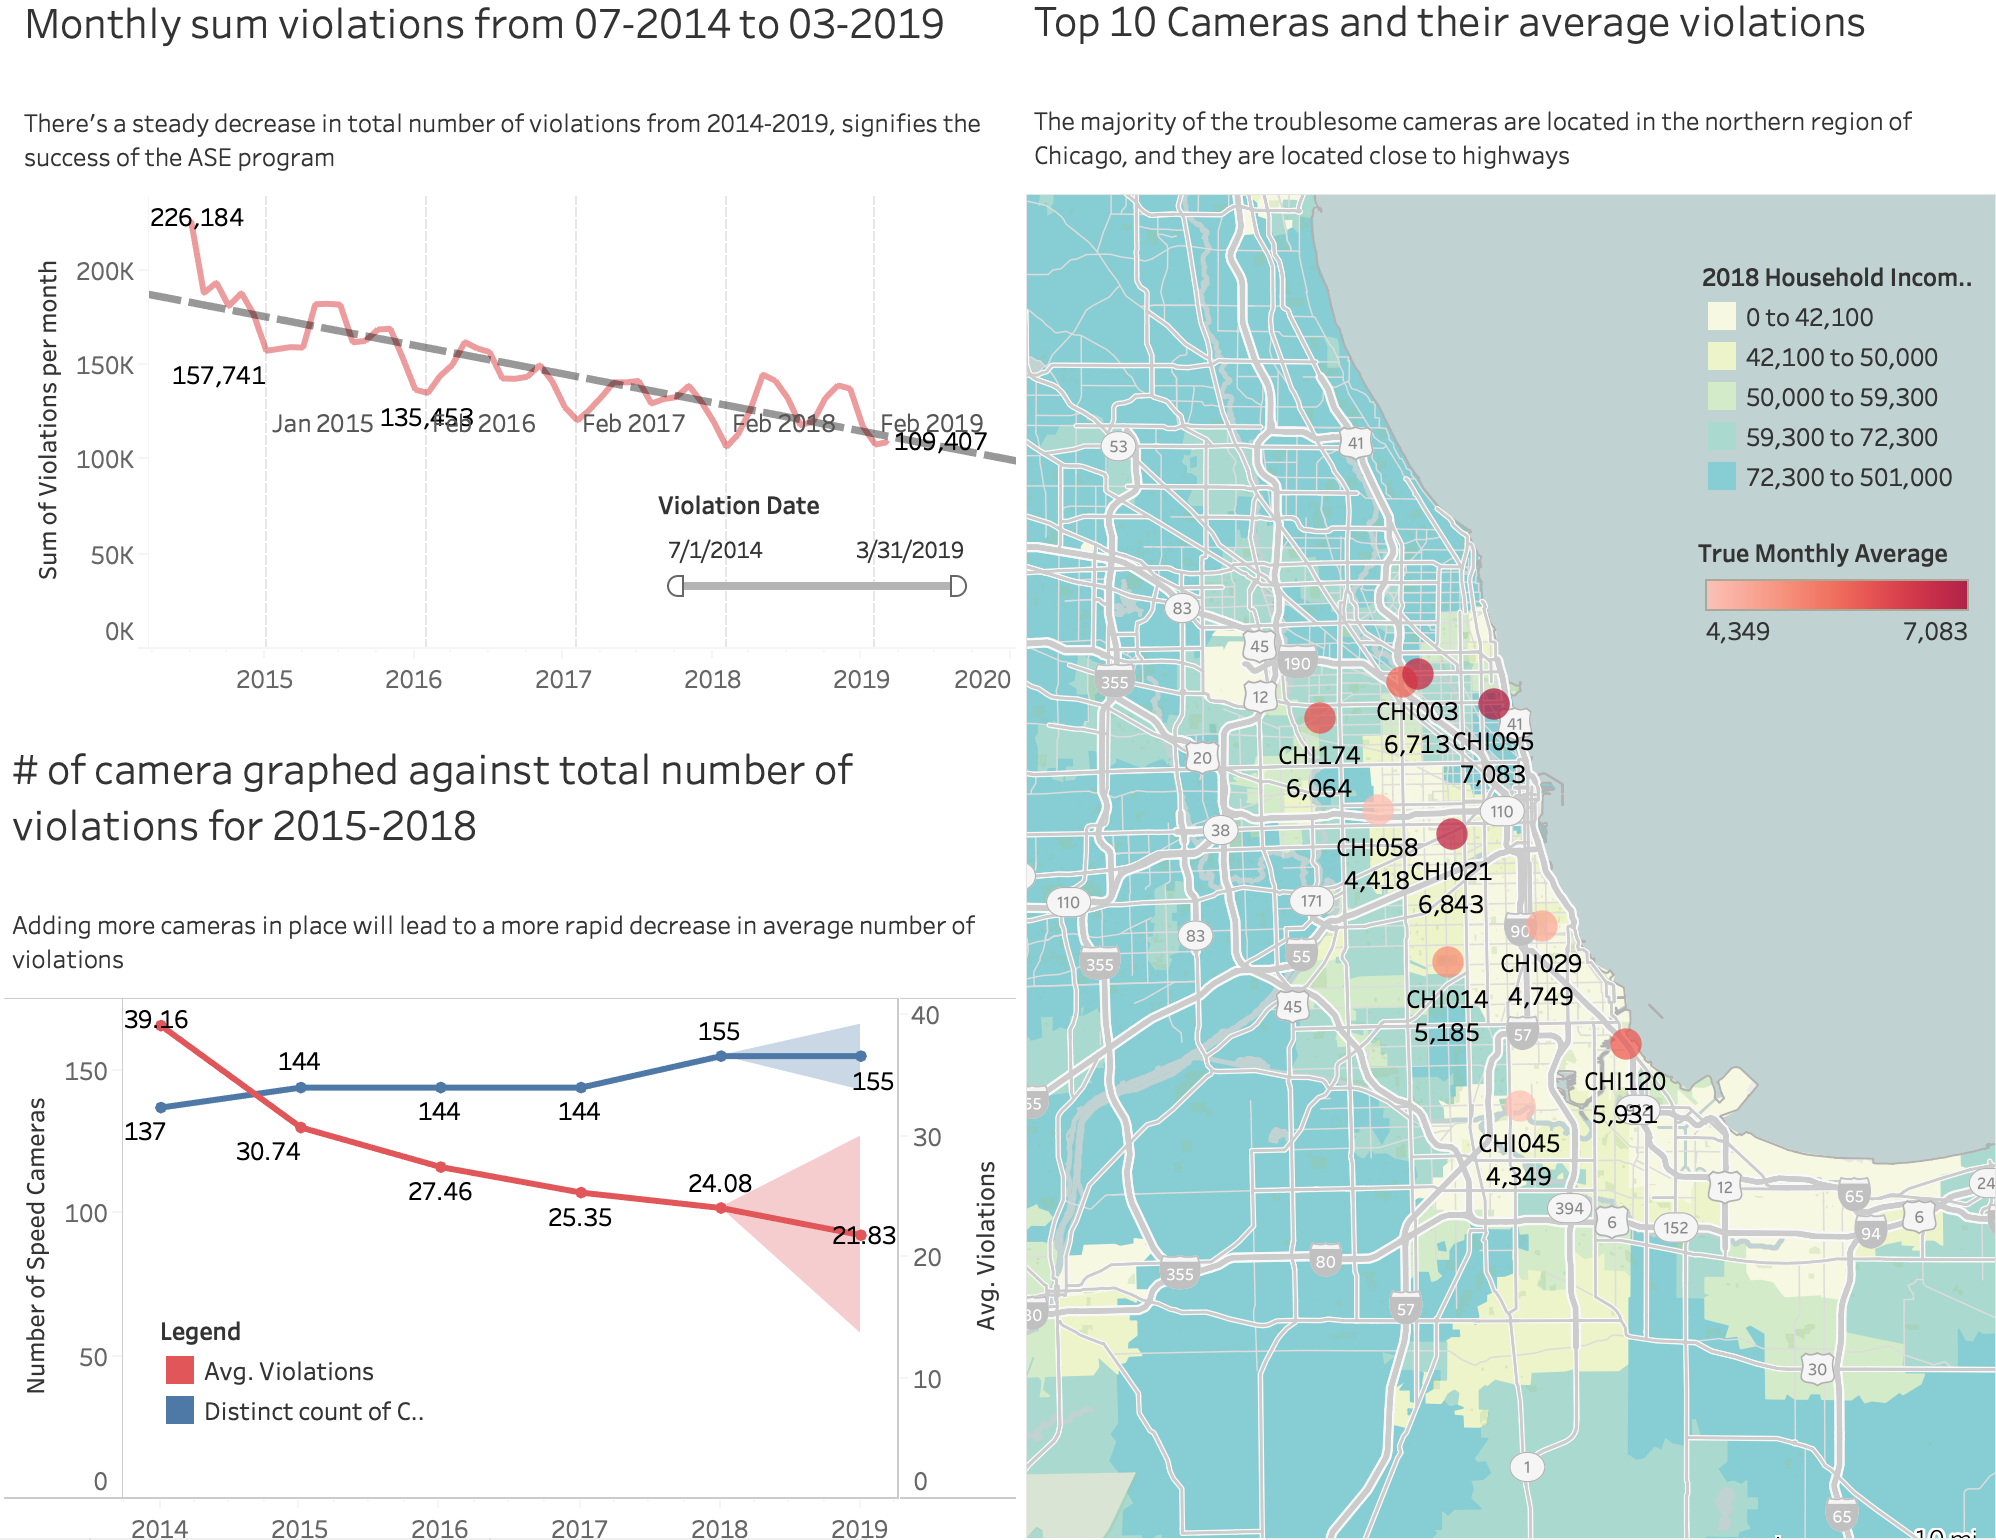 Monthly sum violations from 07-2014 to 03-2019
There's a steady decrease in total number of violations from 2014-2019, signifies the
success of the ASE program
226,184
157,741
135,453
109,407
Jan 2015
Feb 2016
Feb 2017
Feb 2018
Feb 2019
Sum of Violations per month
200K
150K
100K
50K
0K
Violation Date
7/1/2014
3/31/2019
2015
2016
2017
2018
2019
2020
# of camera graphed against total number of
violations for 2015-2018
Adding more cameras in place will lead to a more rapid decrease in average number of
violations
Number of Speed Cameras
150
100
50
0
39.16
30.74
27.46
25.35
24.08
21.83
137
144
144
144
155
155
Avg. Violations
40
30
20
10
0
Legend
Avg. Violations
Distinct count of C..
2014
2015
2016
2017
2018
2019
Top 10 Cameras and their average violations
The majority of the troublesome cameras are located in the northern region of
Chicago, and they are located close to highways
2018 Household Incom..
0 to 42,100
42,100 to 50,000
50,000 to 59,300
59,300 to 72,300
72,300 to 501,000
True Monthly Average
4,349
7,083
53
41
83
45
190
355
12
41
CHI003
6,713
CHI095
7,083
CHI174
6,064
20
38
110
CHI058
4,418
CHI021
6,843
110
171
83
90
55
355
CHI029
4,749
CHI014
5,185
45
57
55
CHI120
5,931
CHI045
4,349
12
65
24
394
6
152
6
94
355
80
57
80
30
1
65
10 mi